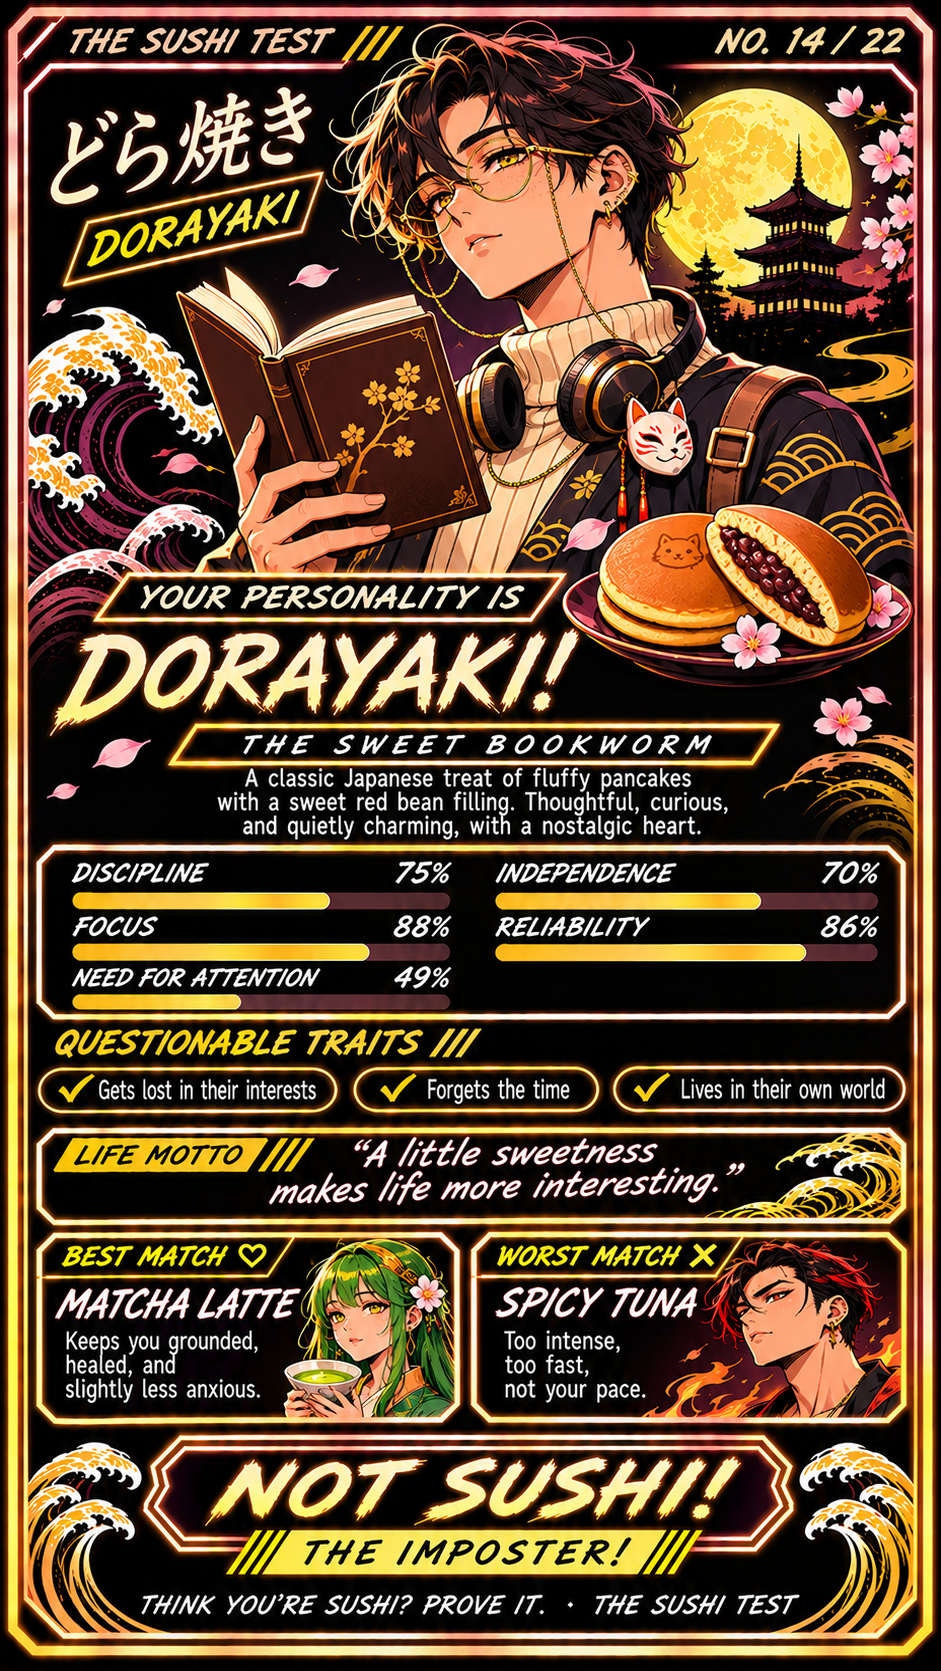 THE SUSHI TEST
NO. 14 / 22
どら焼き
DORAYAKI
YOUR PERSONALITY IS
DORAYAKI!
THE SWEET BOOKWORM
A classic Japanese treat of fluffy pancakes
with a sweet red bean filling. Thoughtful, curious,
and quietly charming, with a nostalgic heart.
DISCIPLINE 75%
INDEPENDENCE 70%
FOCUS 88%
RELIABILITY 86%
NEED FOR ATTENTION 49%
QUESTIONABLE TRAITS
Gets lost in their interests
Forgets the time
Lives in their own world
LIFE MOTTO
“A little sweetness
makes life more interesting.”
BEST MATCH
MATCHA LATTE
Keeps you grounded,
healed, and
slightly less anxious.
WORST MATCH
SPICY TUNA
Too intense,
too fast,
not your pace.
NOT SUSHI!
THE IMPOSTER!
THINK YOU’RE SUSHI? PROVE IT. · THE SUSHI TEST